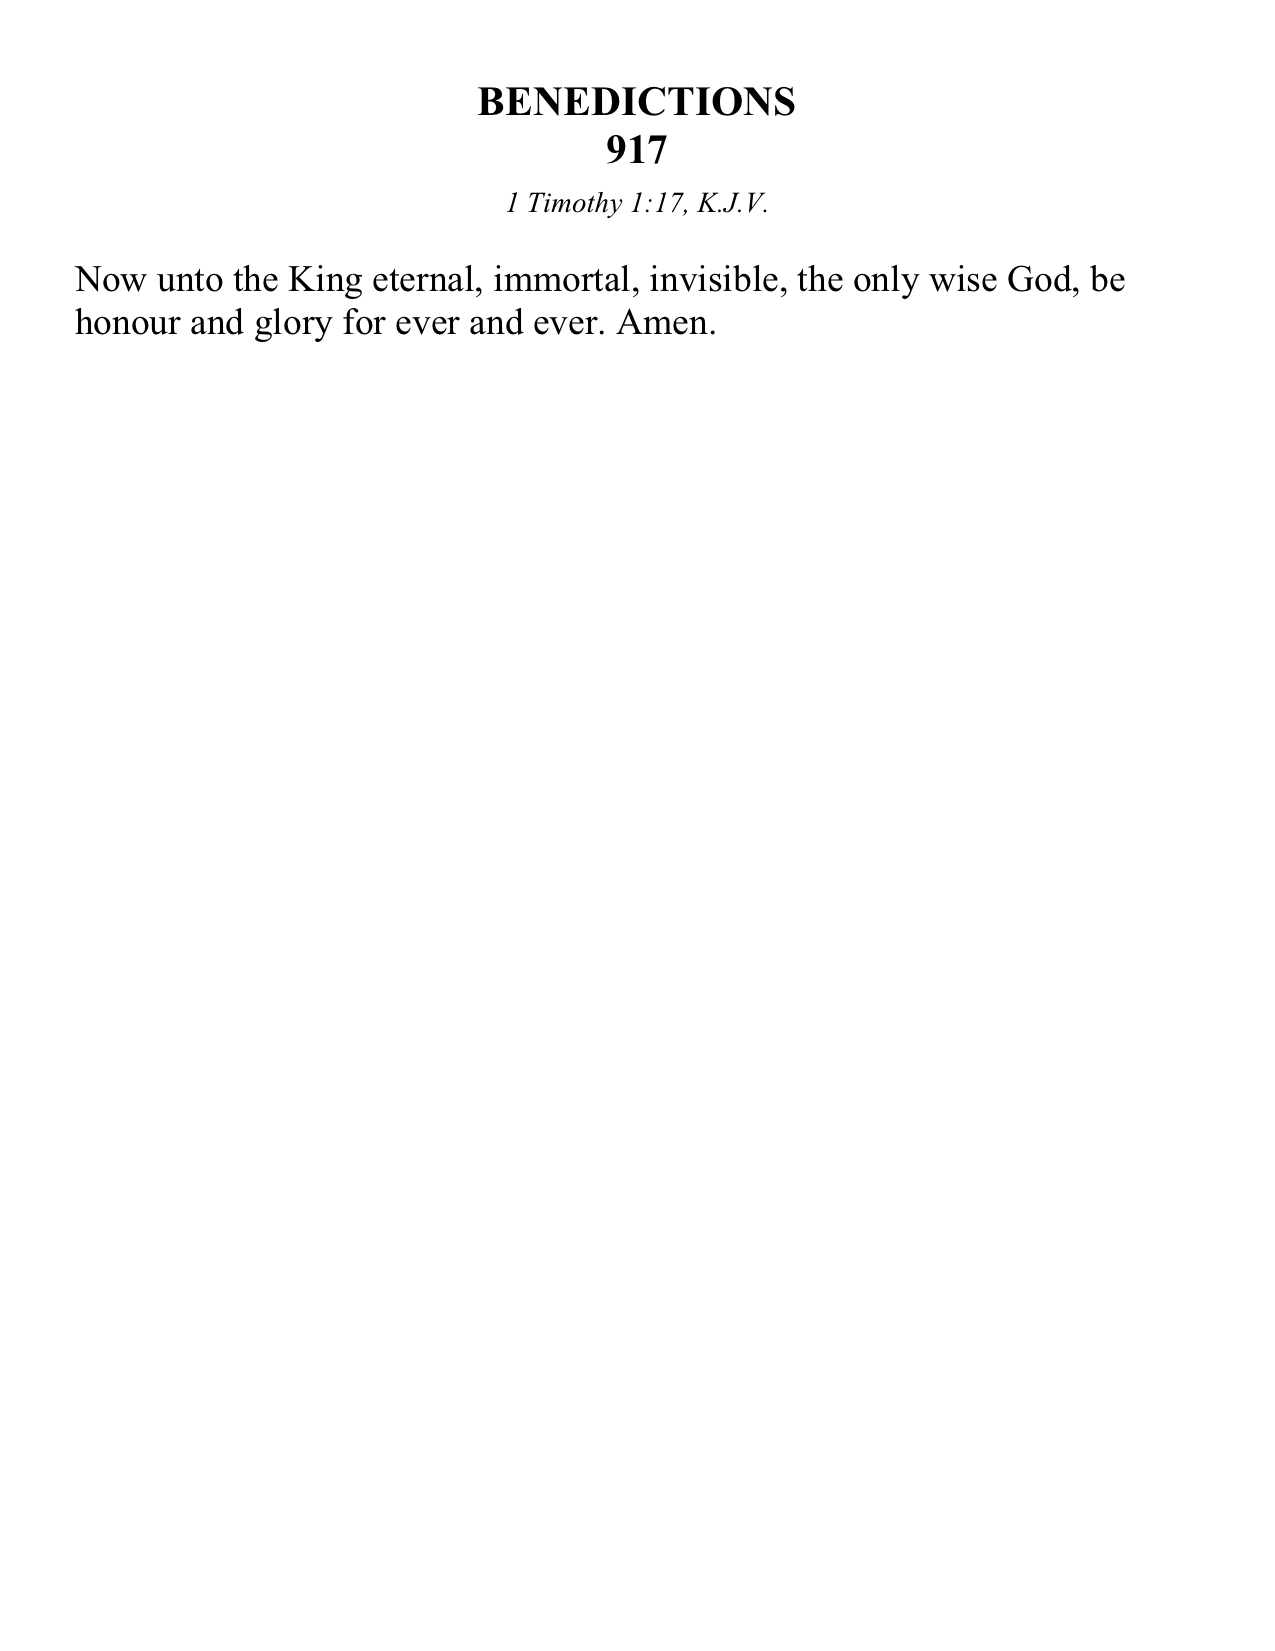 BENEDICTIONS
917
1 Timothy 1:17, K.J.V.
Now unto the King eternal, immortal, invisible, the only wise God, be
honour and glory for ever and ever. Amen.